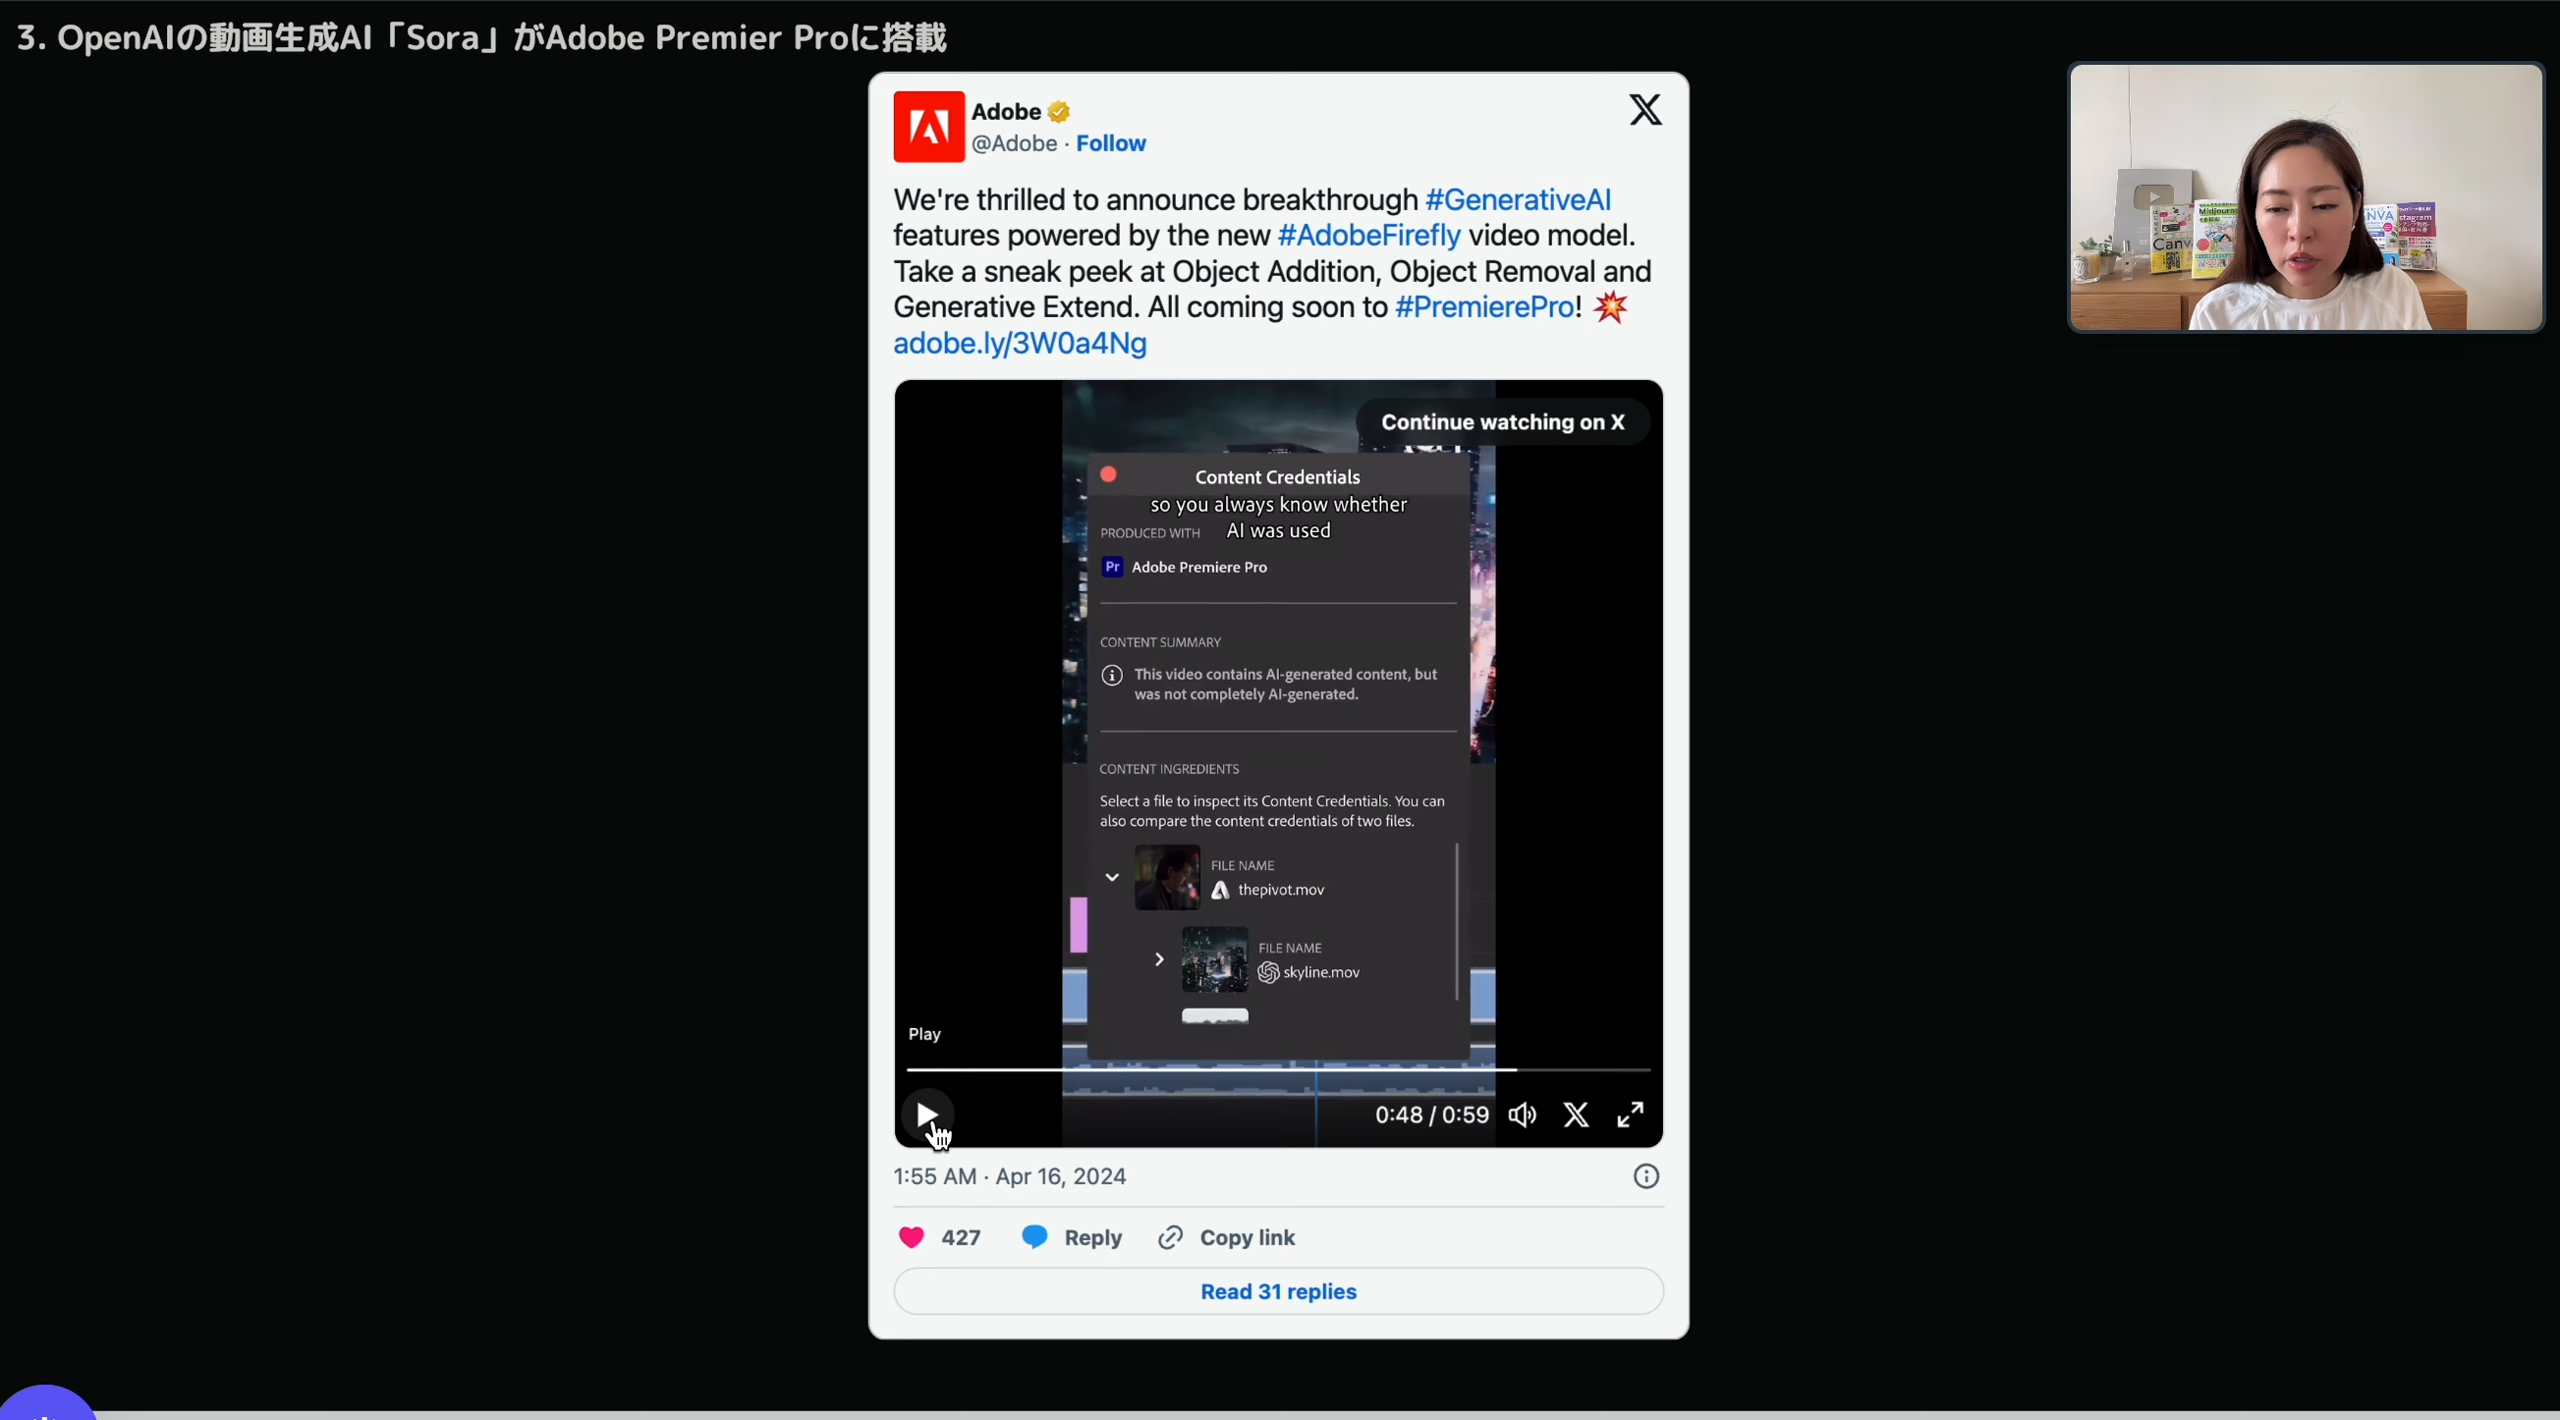 3. OpenAIの動画生成AI「Sora」がAdobe Premier Proに搭載
Adobe
@Adobe · Follow
We're thrilled to announce breakthrough #GenerativeAI
features powered by the new #AdobeFirefly video model.
Take a sneak peek at Object Addition, Object Removal and
Generative Extend. All coming soon to #PremierePro! 💥
adobe.ly/3W0a4Ng
Continue watching on X
Content Credentials
so you always know whether
AI was used
PRODUCED WITH
Pr Adobe Premiere Pro
CONTENT SUMMARY
This video contains AI-generated content, but
was not completely AI-generated.
CONTENT INGREDIENTS
Select a file to inspect its Content Credentials. You can
also compare the content credentials of two files.
FILE NAME
thepivot.mov
FILE NAME
skyline.mov
Play
0:48 / 0:59
1:55 AM · Apr 16, 2024
427 Reply Copy link
Read 31 replies
Canv
Midjourn
NVA
stagram